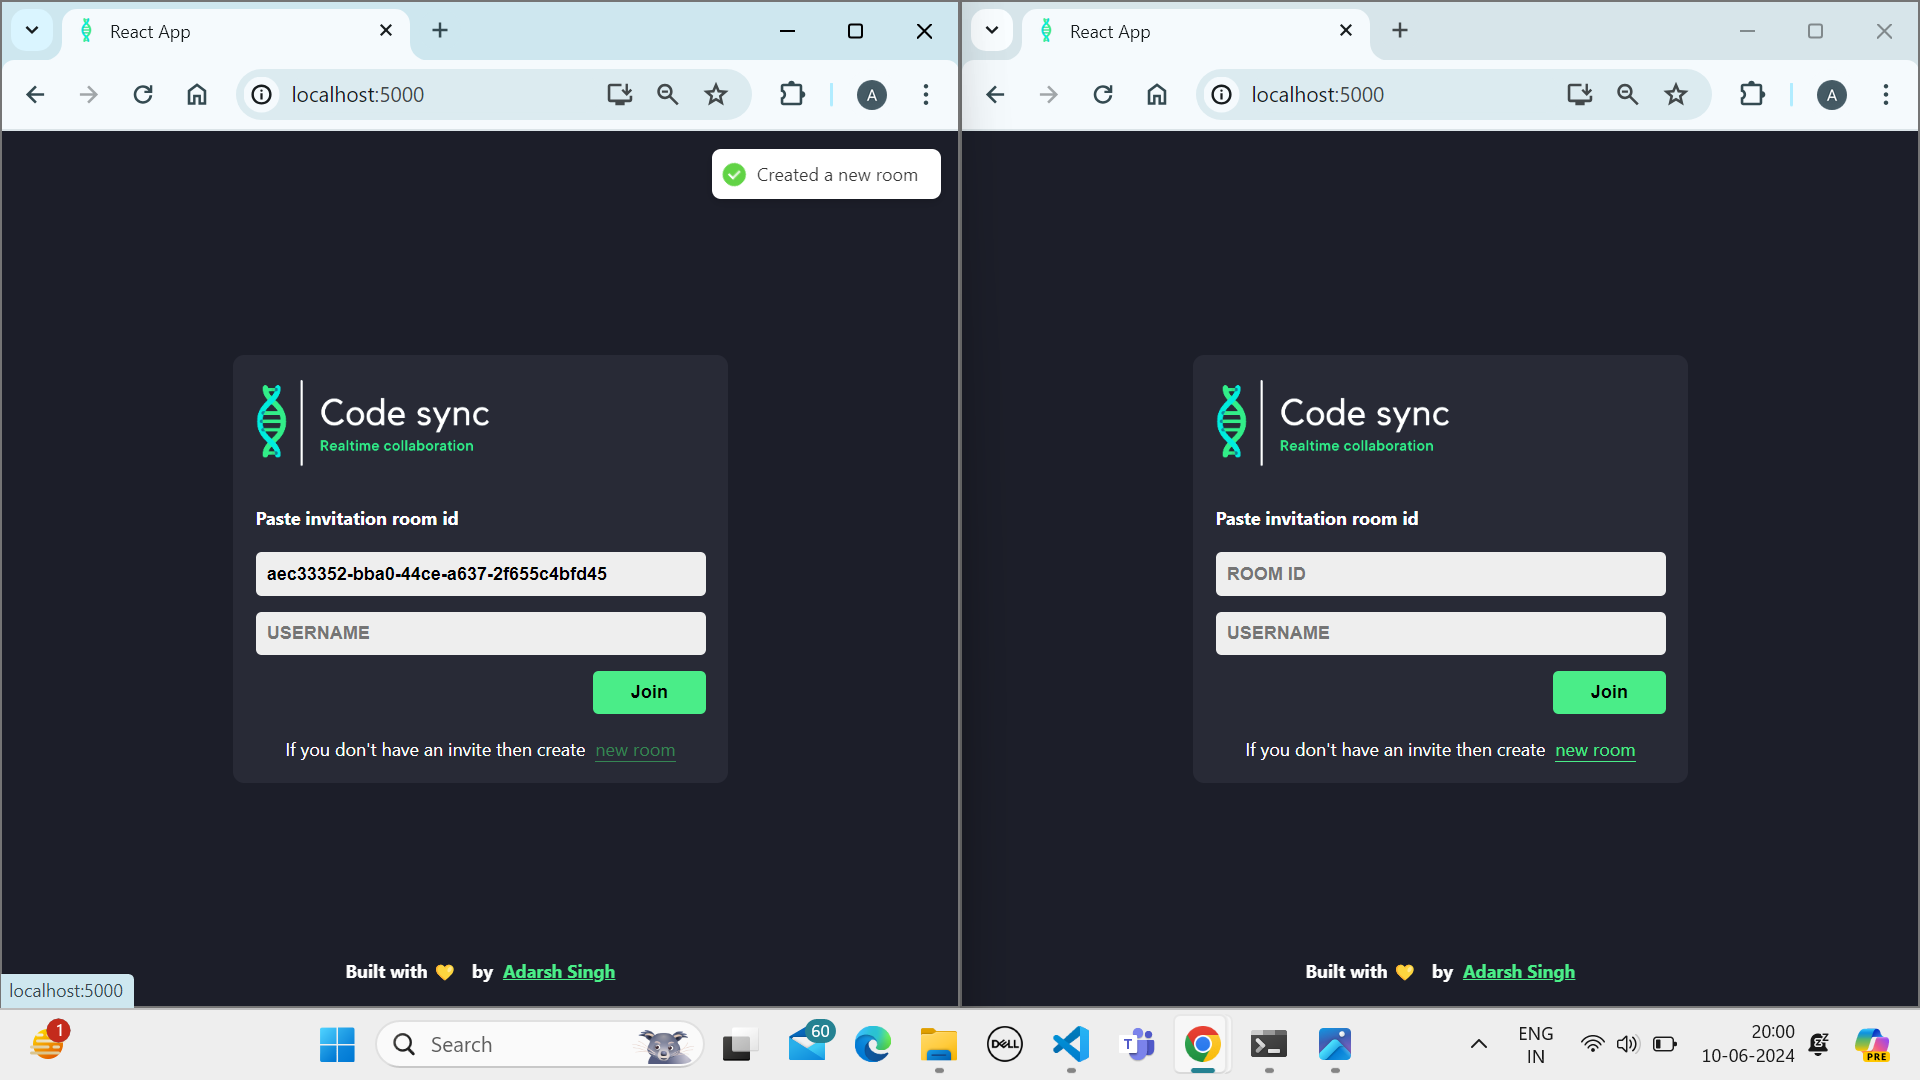 React App
localhost:5000
A
Created a new room
Code sync
Realtime collaboration
Paste invitation room id
aec33352-bba0-44ce-a637-2f655c4bfd45
USERNAME
Join
If you don't have an invite then create new room
Built with 💛 by Adarsh Singh
localhost:5000
React App
localhost:5000
A
Code sync
Realtime collaboration
Paste invitation room id
ROOM ID
USERNAME
Join
If you don't have an invite then create new room
Built with 💛 by Adarsh Singh
1
Search
60
DELL
T
ENG
IN
20:00
10-06-2024
PRE